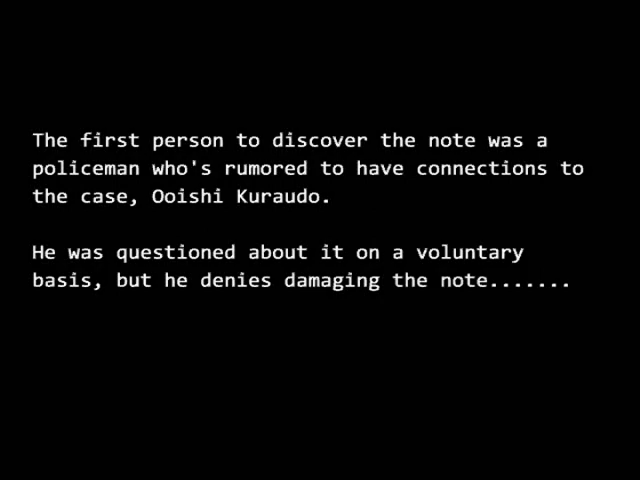 The first person to discover the note was a
policeman who's rumored to have connections to
the case, Ooishi Kuraudo.
He was questioned about it on a voluntary
basis, but he denies damaging the note.......